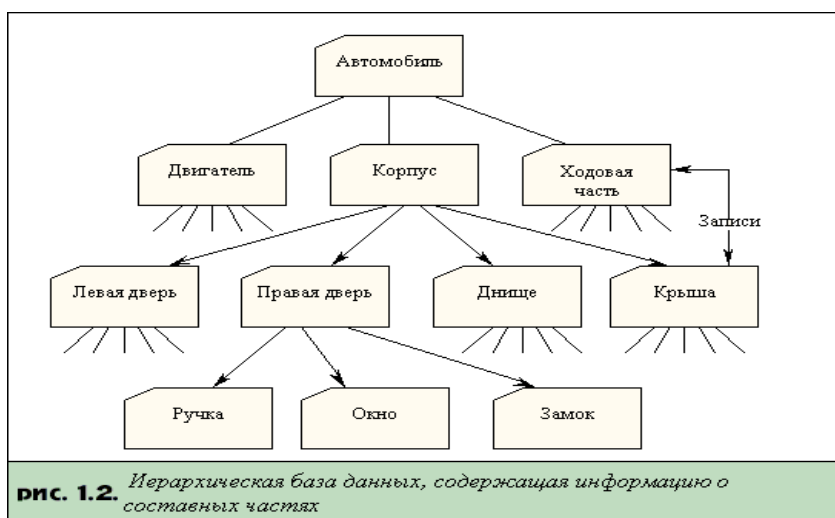 Автомобиль
Двигатель
Корпус
Ходовая
часть
Записи
Левая дверь
Правая дверь
Днище
Крыша
Ручка
Окно
Замок
рис. 1.2. Иерархическая база данных, содержащая информацию о
составных частях